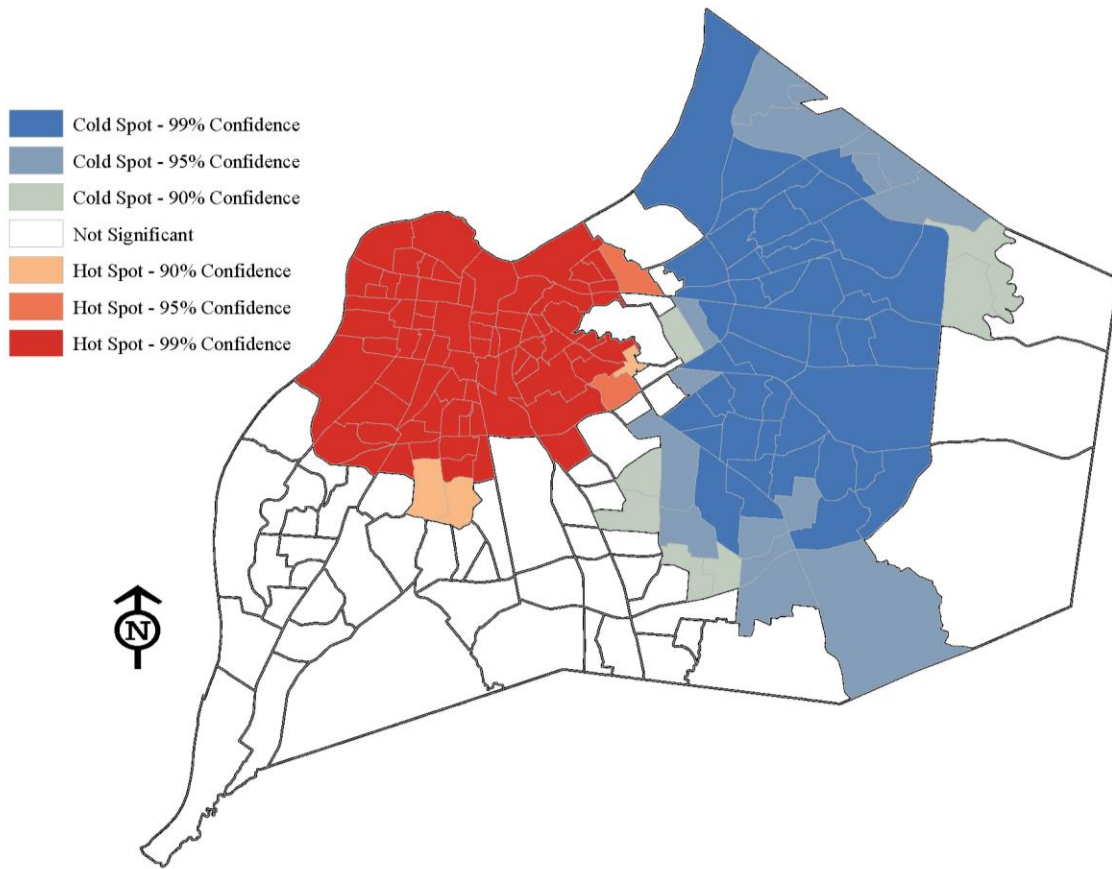 Cold Spot - 99% Confidence
Cold Spot - 95% Confidence
Cold Spot - 90% Confidence
Not Significant
Hot Spot - 90% Confidence
Hot Spot - 95% Confidence
Hot Spot - 99% Confidence
N